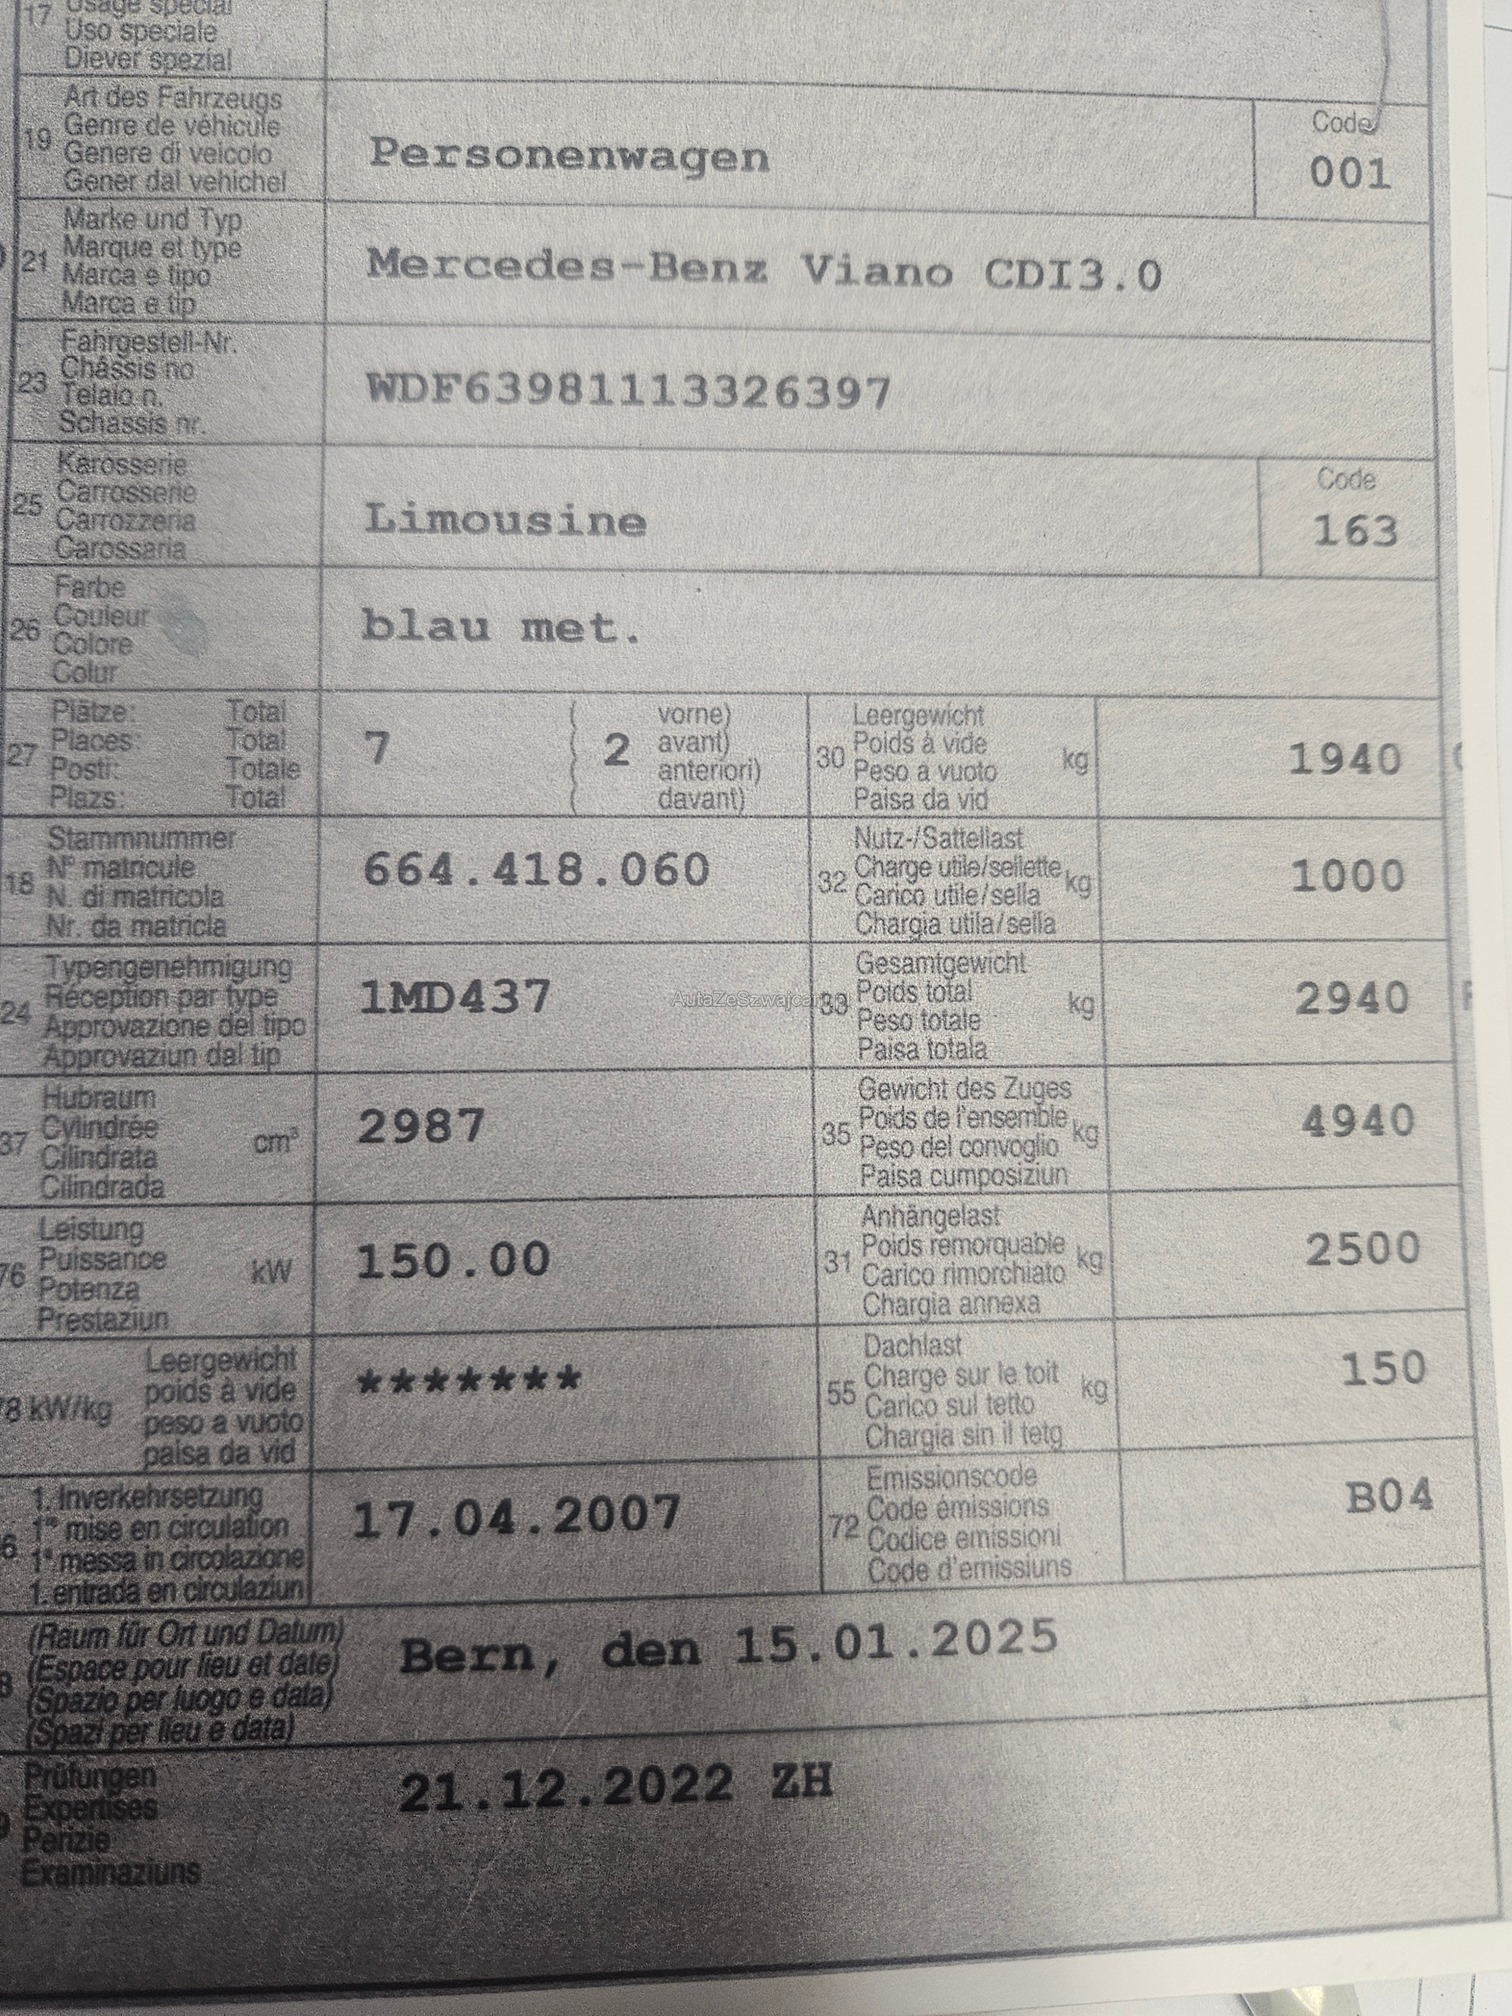 17 Usage spécial
Uso speciale
Diever spezial
19 Art des Fahrzeugs
Genre de véhicule
Genere di veicolo
Gener dal vehichel
Personenwagen
Code
001
21 Marke und Typ
Marque et type
Marca e tipo
Marca e tip
Mercedes-Benz Viano CDI3.0
23 Fahrgestell-Nr.
Châssis no
Telaio n.
Schassis nr.
WDF63981113326397
25 Karosserie
Carrosserie
Carrozzeria
Carossaria
Limousine
Code
163
26 Farbe
Couleur
Colore
Colur
blau met.
27 Plätze: Total
Places: Total
Posti: Totale
Plazs: Total
7 ( 2 vorne)
( avant)
( anteriori)
( davant)
30 Leergewicht
Poids à vide
Peso a vuoto
Paisa da vid
kg
1940
18 Stammnummer
N° matricule
N. di matricola
Nr. da matricla
664.418.060
32 Nutz-/Sattellast
Charge utile/sellette
Carico utile/sella
Chargia utila/sella
kg
1000
24 Typengenehmigung
Réception par type
Approvazione del tipo
Approvaziun dal tip
1MD437
33 Gesamtgewicht
Poids total
Peso totale
Paisa totala
kg
2940
37 Hubraum
Cylindrée
Cilindrata
Cilindrada
cm³
2987
35 Gewicht des Zuges
Poids de l'ensemble
Peso del convoglio
Paisa cumposiziun
kg
4940
76 Leistung
Puissance
Potenza
Prestaziun
kW
150.00
31 Anhängelast
Poids remorquable
Carico rimorchiato
Chargia annexa
kg
2500
78 kW/kg
Leergewicht
poids à vide
peso a vuoto
paisa da vid
*******
55 Dachlast
Charge sur le toit
Carico sul tetto
Chargia sin il tetg
kg
150
6 1. Inverkehrsetzung
1re mise en circulation
1a messa in circolazione
1. entrada en circulaziun
17.04.2007
72 Emissionscode
Code émissions
Codice emissioni
Code d'emissiuns
B04
8 (Raum für Ort und Datum)
(Espace pour lieu et date)
(Spazio per luogo e data)
(Spazi per lieu e data)
Bern, den 15.01.2025
9 Prüfungen
Expertises
Perizie
Examinaziuns
21.12.2022 ZH